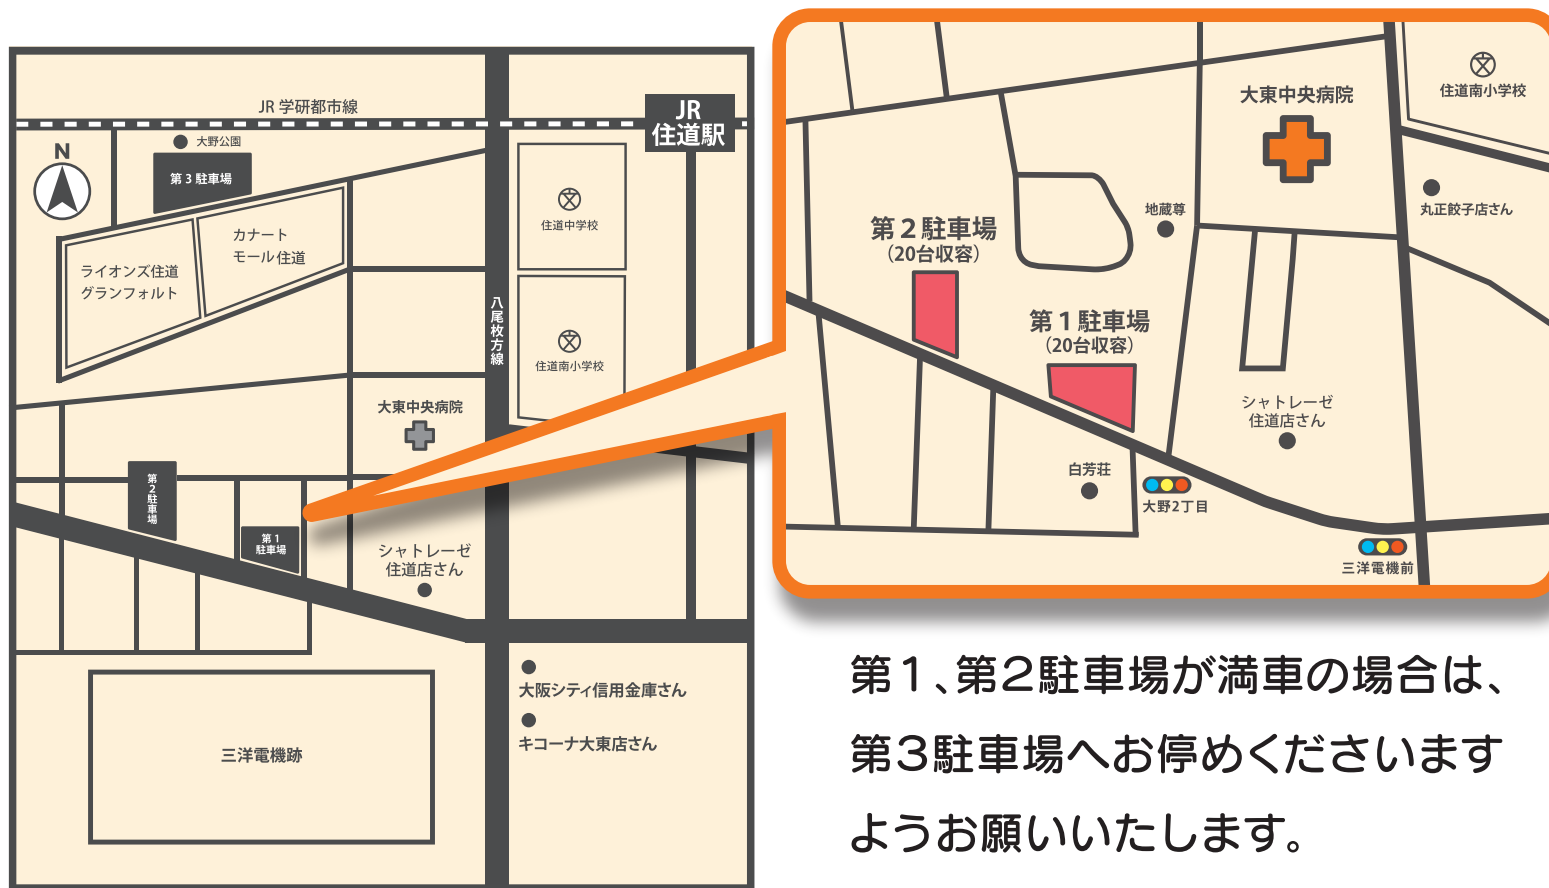 JR 学研都市線
JR
住道駅
大野公園
N
第 3 駐車場
カナート
モール住道
ライオンズ住道
グランフォルト
住道中学校
八尾枚方線
住道南小学校
大東中央病院
第2駐車場
第 1
駐車場
シャトレーゼ
住道店さん
大阪シティ信用金庫さん
キコーナ大東店さん
三洋電機跡
住道南小学校
大東中央病院
丸正餃子店さん
地蔵尊
第2駐車場
（20台収容）
第1駐車場
（20台収容）
シャトレーゼ
住道店さん
白芳荘
大野2丁目
三洋電機前
第1、第2駐車場が満車の場合は、
第3駐車場へお停めくださいます
ようお願いいたします。